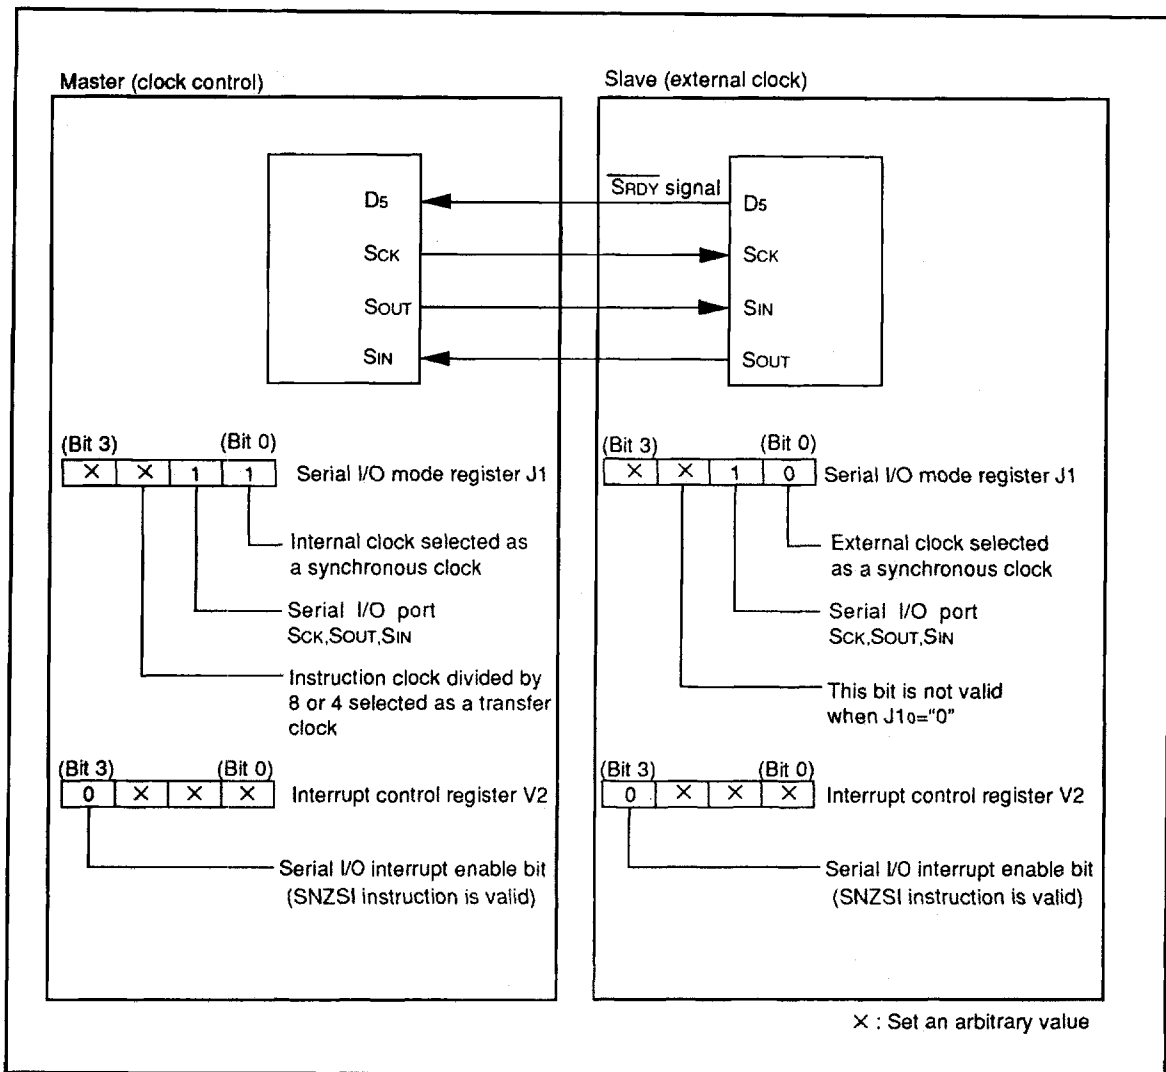 Master (clock control)
Slave (external clock)
SRDY signal
D5
SCK
SOUT
SIN
D5
SCK
SIN
SOUT
(Bit 3) (Bit 0)
× × 1 1 Serial I/O mode register J1
Internal clock selected as
a synchronous clock
Serial I/O port
SCK,SOUT,SIN
Instruction clock divided by
8 or 4 selected as a transfer
clock
(Bit 3) (Bit 0)
0 × × × Interrupt control register V2
Serial I/O interrupt enable bit
(SNZSI instruction is valid)
(Bit 3) (Bit 0)
× × 1 0 Serial I/O mode register J1
External clock selected
as a synchronous clock
Serial I/O port
SCK,SOUT,SIN
This bit is not valid
when J10="0"
(Bit 3) (Bit 0)
0 × × × Interrupt control register V2
Serial I/O interrupt enable bit
(SNZSI instruction is valid)
× : Set an arbitrary value